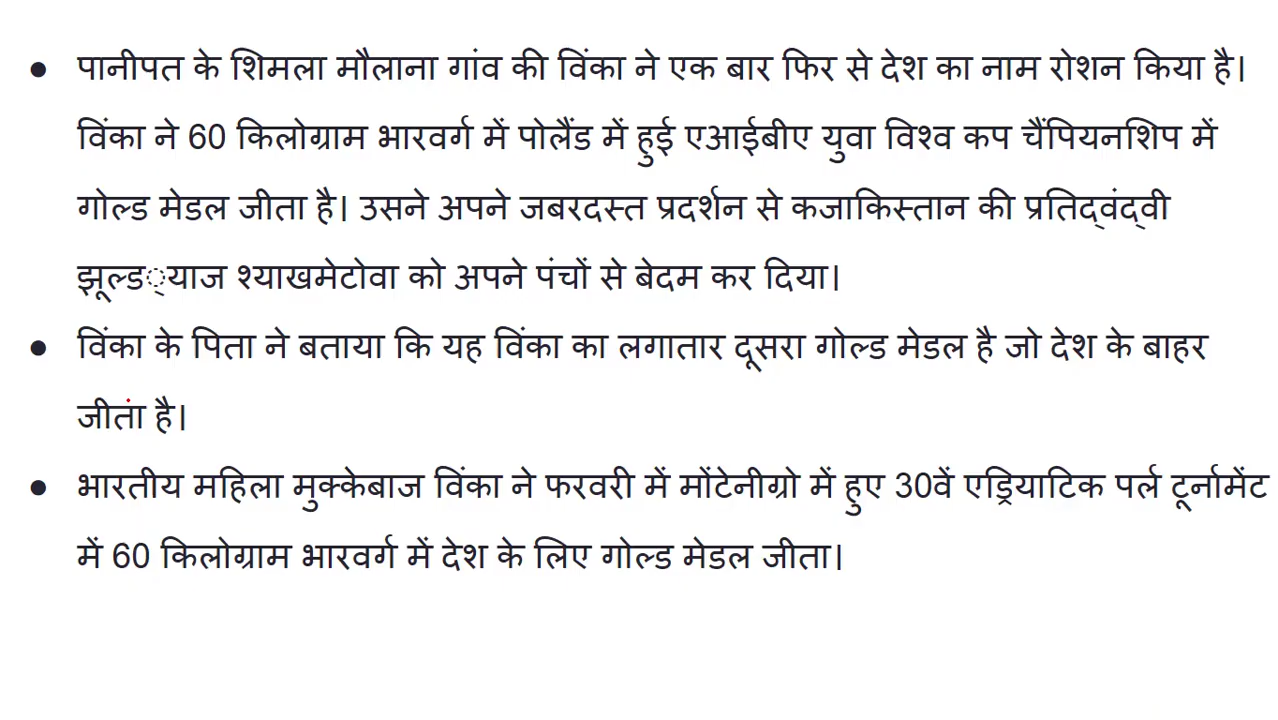 ● पानीपत के शिमला मौलाना गांव की विंका ने एक बार फिर से देश का नाम रोशन किया है।
विंका ने 60 किलोग्राम भारवर्ग में पोलैंड में हुई एआईबीए युवा विश्व कप चैंपियनशिप में
गोल्ड मेडल जीता है। उसने अपने जबरदस्त प्रदर्शन से कजाकिस्तान की प्रतिद्वंद्वी
झूल्ड◌्याज श्याखमेटोवा को अपने पंचों से बेदम कर दिया।
● विंका के पिता ने बताया कि यह विंका का लगातार दूसरा गोल्ड मेडल है जो देश के बाहर
जीता है।
● भारतीय महिला मुक्केबाज विंका ने फरवरी में मोंटेनीग्रो में हुए 30वें एड्रियाटिक पर्ल टूर्नामेंट
में 60 किलोग्राम भारवर्ग में देश के लिए गोल्ड मेडल जीता।